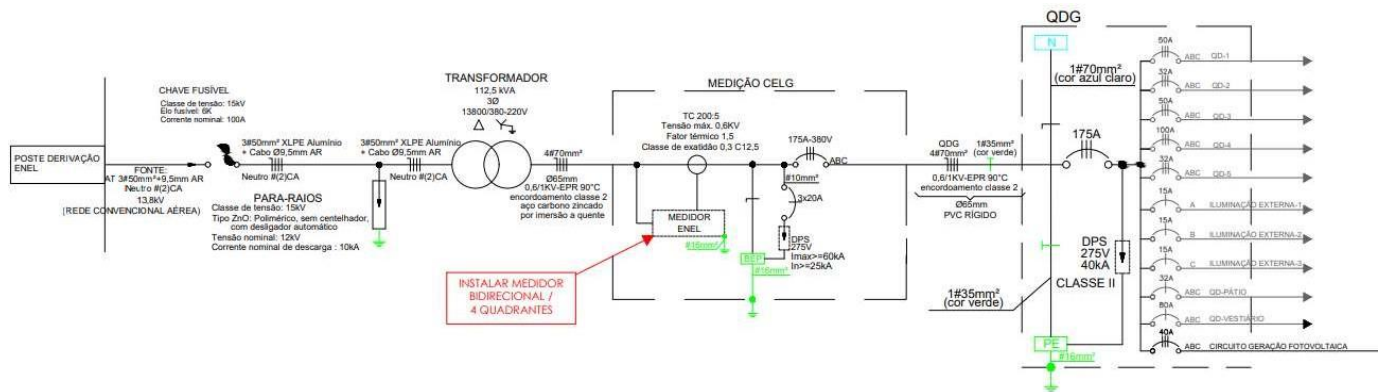 POSTE DERIVAÇÃO
ENEL
CHAVE FUSÍVEL
Classe de tensão: 15kV
Elo fusível: 6K
Corrente nominal: 100A
FONTE:
AT 3#50mm²+9,5mm AR
Neutro #(2)CA
13,8kV
(REDE CONVENCIONAL AÉREA)
3#50mm² XLPE Alumínio
+ Cabo Ø9,5mm AR
Neutro #(2)CA
PARA-RAIOS
Classe de tensão: 15kV
Tipo ZnO: Polimérico, sem centelhador,
com desligador automático
Tensão nominal: 12kV
Corrente nominal de descarga : 10kA
3#50mm² XLPE Alumínio
+ Cabo Ø9,5mm AR
Neutro #(2)CA
TRANSFORMADOR
112,5 kVA
3Ø
13800/380-220V
4#70mm²
Ø65mm
0,6/1KV-EPR 90°C
encordoamento classe 2
aço carbono zincado
por imersão a quente
INSTALAR MEDIDOR
BIDIRECIONAL /
4 QUADRANTES
MEDIÇÃO CELG
TC 200:5
Tensão máx. 0,6KV
Fator térmico 1,5
Classe de exatidão 0,3 C12,5
MEDIDOR
ENEL
#16mm²
175A-380V
ABC
#10mm²
3x20A
DPS
275V
Imax>=60kA
In>=25kA
BEP
#16mm²
QDG
4#70mm²
0,6/1KV-EPR 90°C
encordoamento classe 2
Ø65mm
PVC RÍGIDO
1#35mm²
(cor verde)
1#35mm²
(cor verde)
QDG
N
1#70mm²
(cor azul claro)
175A
DPS
275V
40kA
CLASSE II
PE
#16mm²
50A
ABC QD-1
32A
ABC QD-2
50A
ABC QD-3
100A
ABC QD-4
32A
ABC QD-5
15A
A ILUMINAÇÃO EXTERNA-1
15A
B ILUMINAÇÃO EXTERNA-2
15A
C ILUMINAÇÃO EXTERNA-3
32A
ABC QD-PÁTIO
80A
ABC QD-VESTIÁRIO
40A
ABC CIRCUITO GERAÇÃO FOTOVOLTAICA